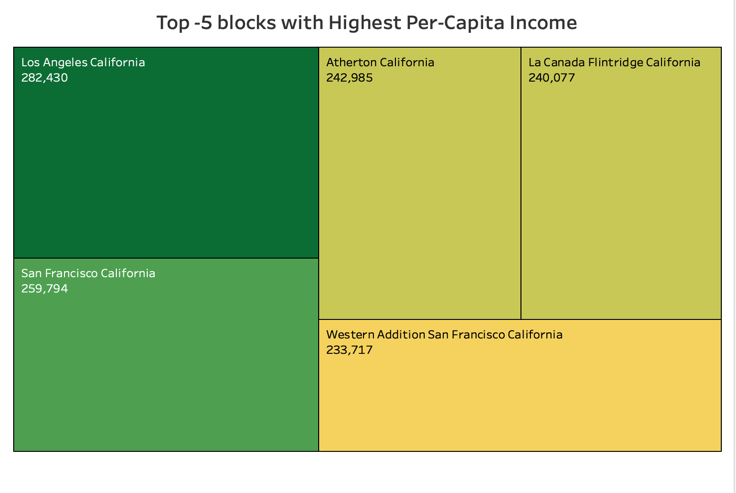 Top -5 blocks with Highest Per-Capita Income
Los Angeles California
282,430
San Francisco California
259,794
Atherton California
242,985
La Canada Flintridge California
240,077
Western Addition San Francisco California
233,717